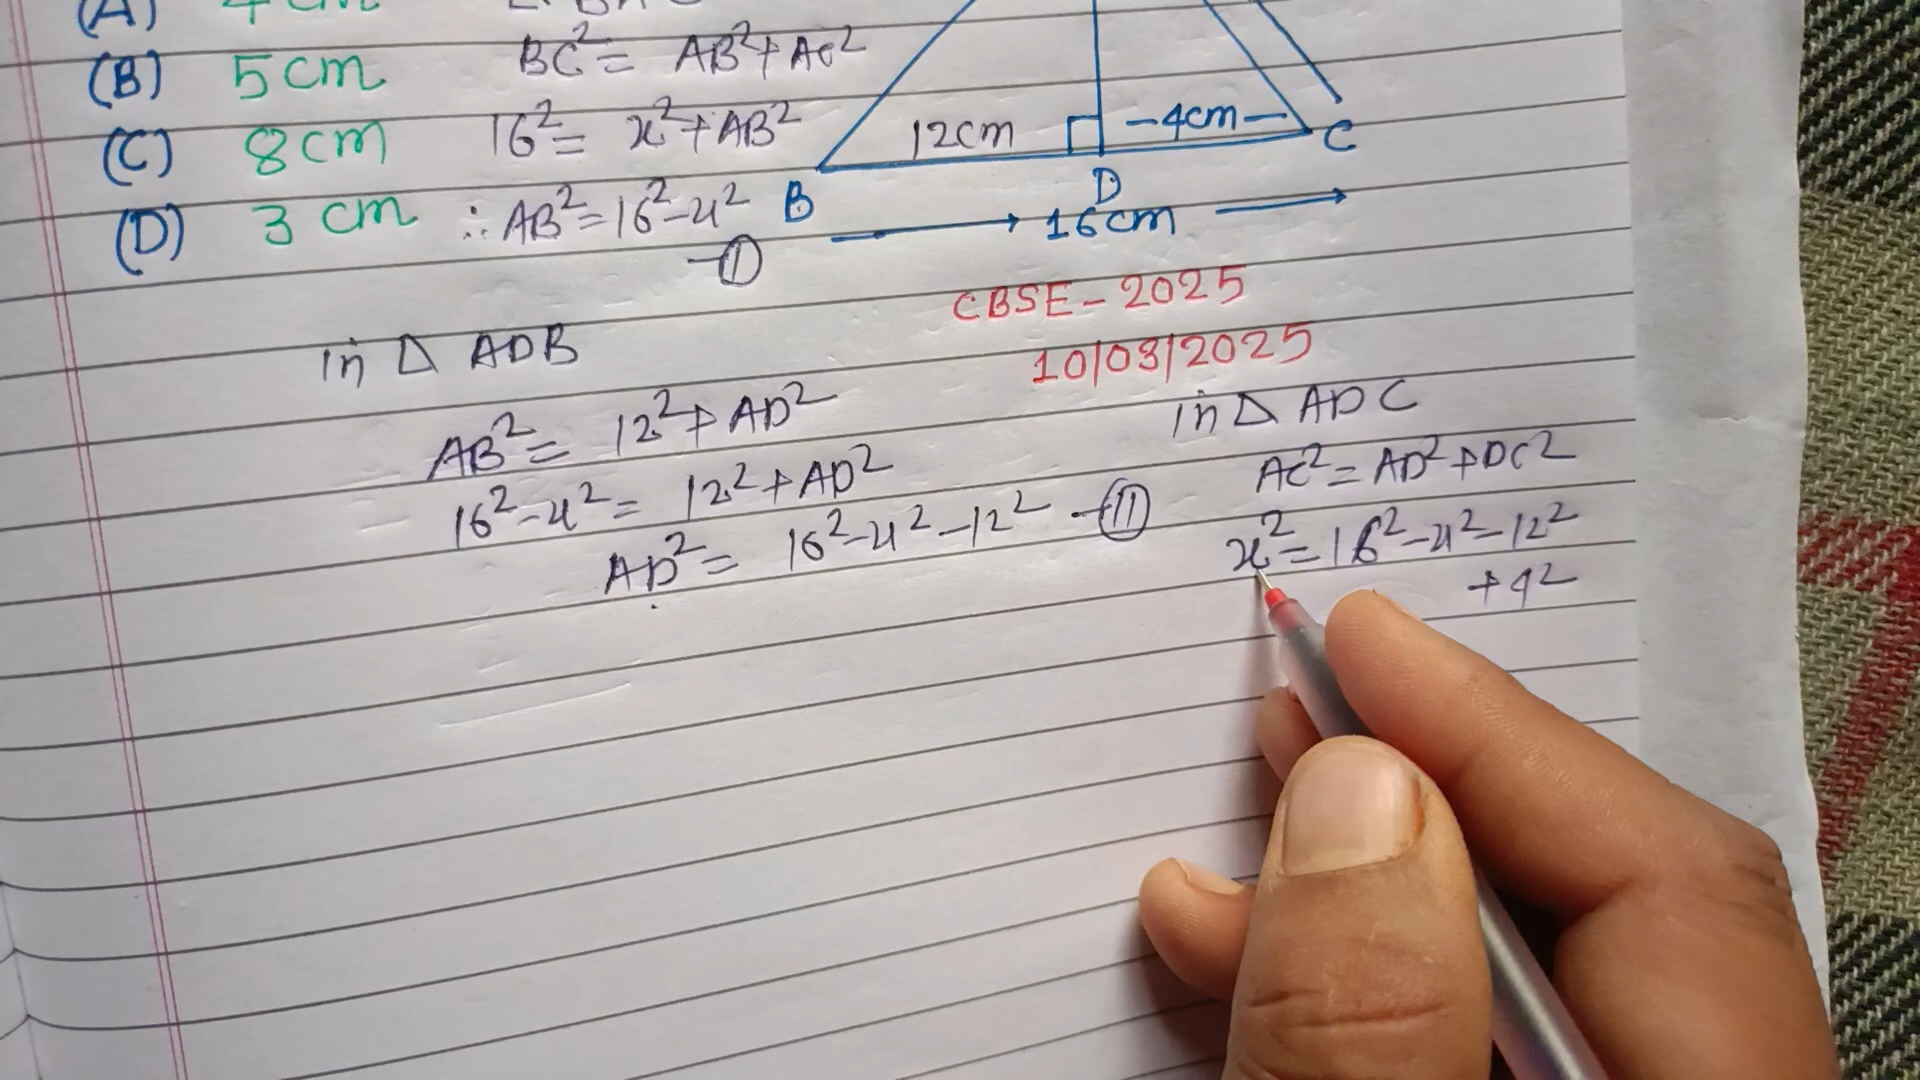 (A) 4cm
(B) 5cm
(C) 8cm
(D) 3 cm
BC²= AB²+AC²
16²= x²+AB²
∴ AB²=16²-x²
-(I)
12cm
-4cm-
B
D
C
16cm
CBSE-2025
10/03/2025
in Δ ADB
AB²= 12²+AD²
16²-x²= 12²+AD²
AD²= 16²-x²-12² -(II)
in Δ ADC
AC²=AD²+DC²
x²=16²-x²-12²
+4²